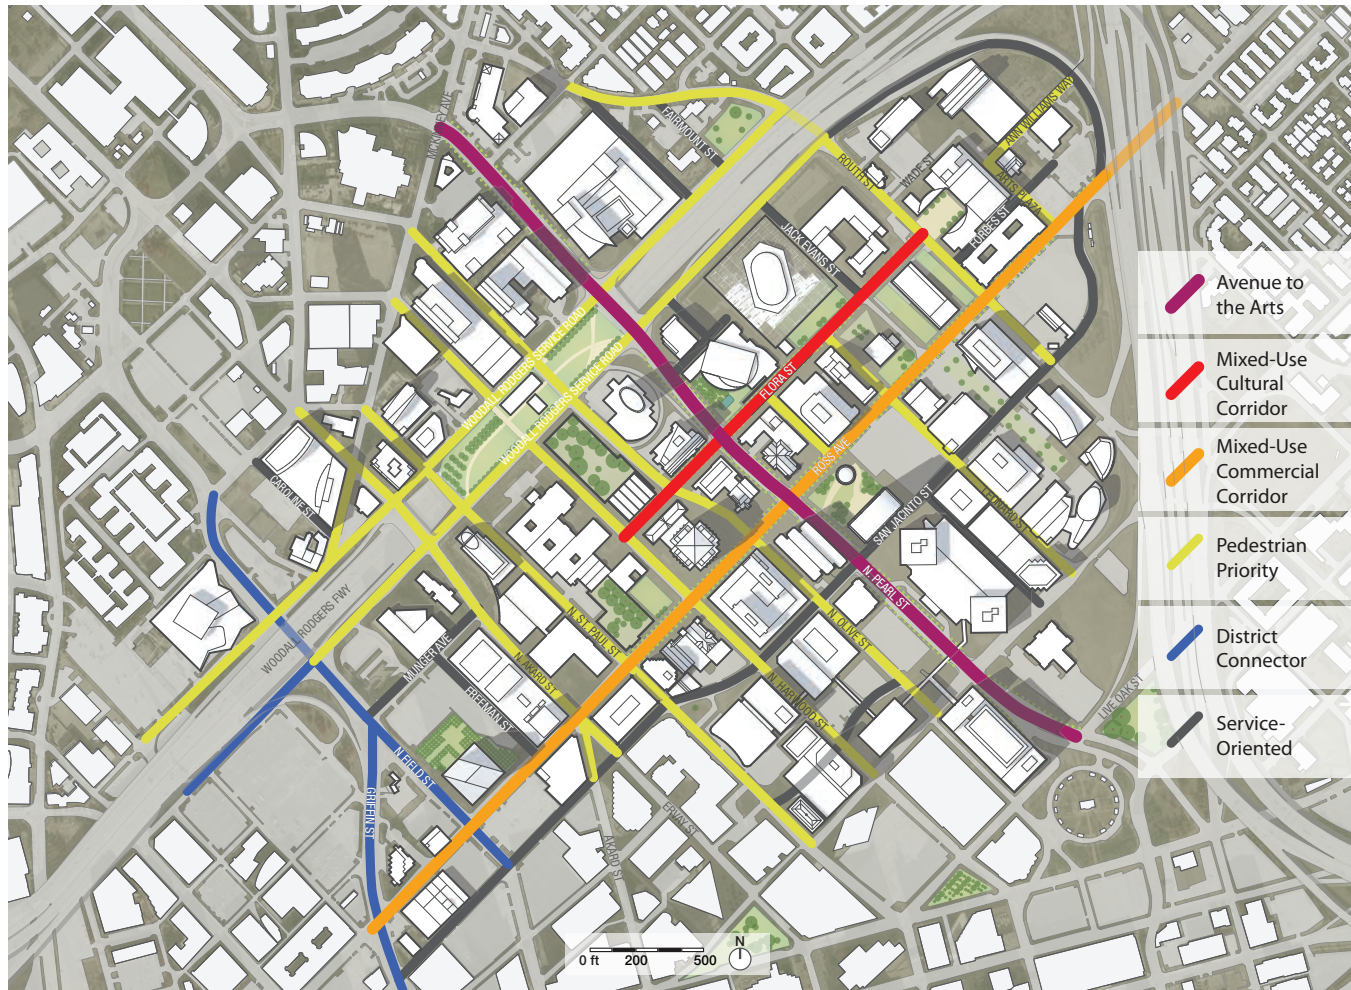 MCKINNEY AVE
FAIRMOUNT ST
ANN WILLIAMS WAY
ROUTH ST
WADE ST
ARTS PLAZA
FORBES ST
JACK EVANS ST
WOODALL RODGERS SERVICE ROAD
WOODALL RODGERS SERVICE ROAD
FLORA ST
ROSS AVE
CAROLINE ST
SAN JACINTO ST
LEONARD ST
N. PEARL ST
WOODALL RODGERS FWY
N. ST. PAUL ST
N. OLIVE ST
MUNGER AVE
N. AKARD ST
N. HARWOOD ST
FREEMAN ST
LIVE OAK ST
N FIELD ST
GRIFFIN ST
ERVAY ST
AKARD ST
Avenue to
the Arts
Mixed-Use
Cultural
Corridor
Mixed-Use
Commercial
Corridor
Pedestrian
Priority
District
Connector
Service-
Oriented
N
0 ft 200 500